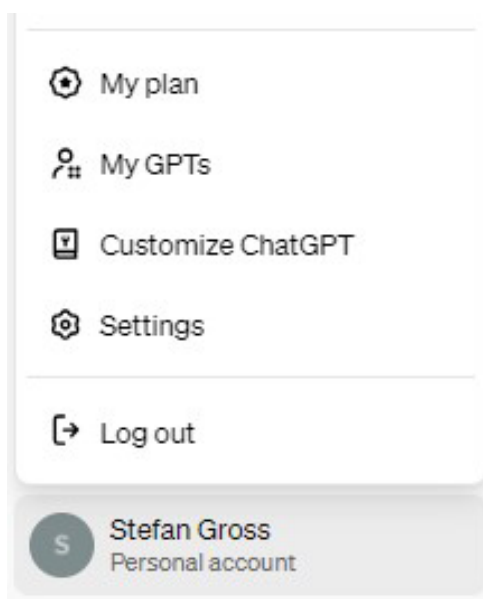 My plan
My GPTs
Customize ChatGPT
Settings
Log out
S
Stefan Gross
Personal account